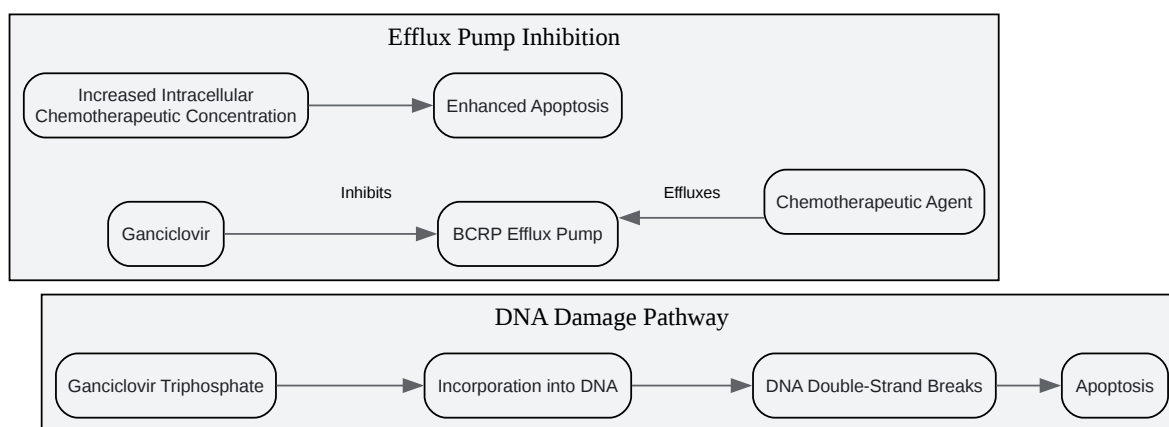 Efflux Pump Inhibition
Increased Intracellular
Chemotherapeutic Concentration
Enhanced Apoptosis
Inhibits
Effluxes
Chemotherapeutic Agent
Ganciclovir
BCRP Efflux Pump
DNA Damage Pathway
Ganciclovir Triphosphate
Incorporation into DNA
DNA Double-Strand Breaks
Apoptosis